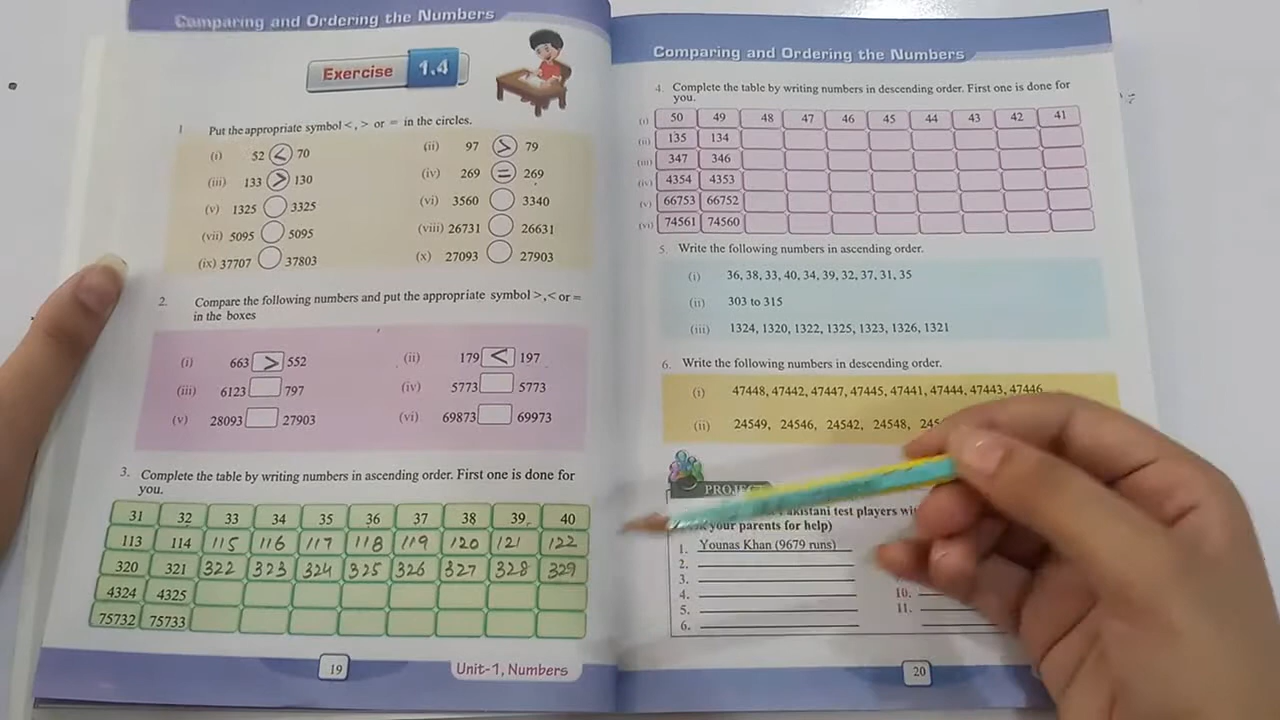 Comparing and Ordering the Numbers
Exercise 1.4
1 Put the appropriate symbol <, > or = in the circles.
(i) 52 < 70 (ii) 97 > 79
(iii) 133 > 130 (iv) 269 = 269
(v) 1325 3325 (vi) 3560 3340
(vii) 5095 5095 (viii) 26731 26631
(ix) 37707 37803 (x) 27093 27903
2. Compare the following numbers and put the appropriate symbol >,< or =
in the boxes
(i) 663 > 552 (ii) 179 < 197
(iii) 6123 797 (iv) 5773 5773
(v) 28093 27903 (vi) 69873 69973
3. Complete the table by writing numbers in ascending order. First one is done for
you.
31 32 33 34 35 36 37 38 39 40
113 114 115 116 117 118 119 120 121 122
320 321 322 323 324 325 326 327 328 329
4324 4325
75732 75733
19
Unit-1, Numbers
Comparing and Ordering the Numbers
4. Complete the table by writing numbers in descending order. First one is done for
you.
(i) 50 49 48 47 46 45 44 43 42 41
(ii) 135 134
(iii) 347 346
(iv) 4354 4353
(v) 66753 66752
(vi) 74561 74560
5. Write the following numbers in ascending order.
(i) 36, 38, 33, 40, 34, 39, 32, 37, 31, 35
(ii) 303 to 315
(iii) 1324, 1320, 1322, 1325, 1323, 1326, 1321
6. Write the following numbers in descending order.
(i) 47448, 47442, 47447, 47445, 47441, 47444, 47443, 47446
(ii) 24549, 24546, 24542, 24548,
test players
your parents for help)
1. Younas Khan (9679 runs)
2.
3.
4. 10.
5. 11.
6.
20